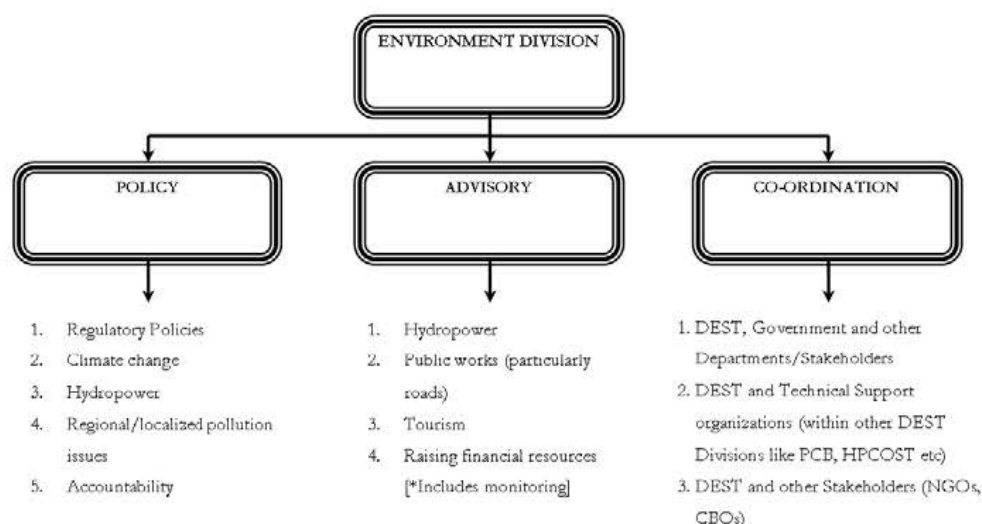 ENVIRONMENT DIVISION
POLICY
ADVISORY
CO-ORDINATION
1. Regulatory Policies
2. Climate change
3. Hydropower
4. Regional/localized pollution
issues
5. Accountability
1. Hydropower
2. Public works (particularly
roads)
3. Tourism
4. Raising financial resources
[*Includes monitoring]
1. DEST, Government and other
Departments/Stakeholders
2. DEST and Technical Support
organizations (within other DEST
Divisions like PCB, HPCOST etc)
3. DEST and other Stakeholders (NGOs,
CBOs)